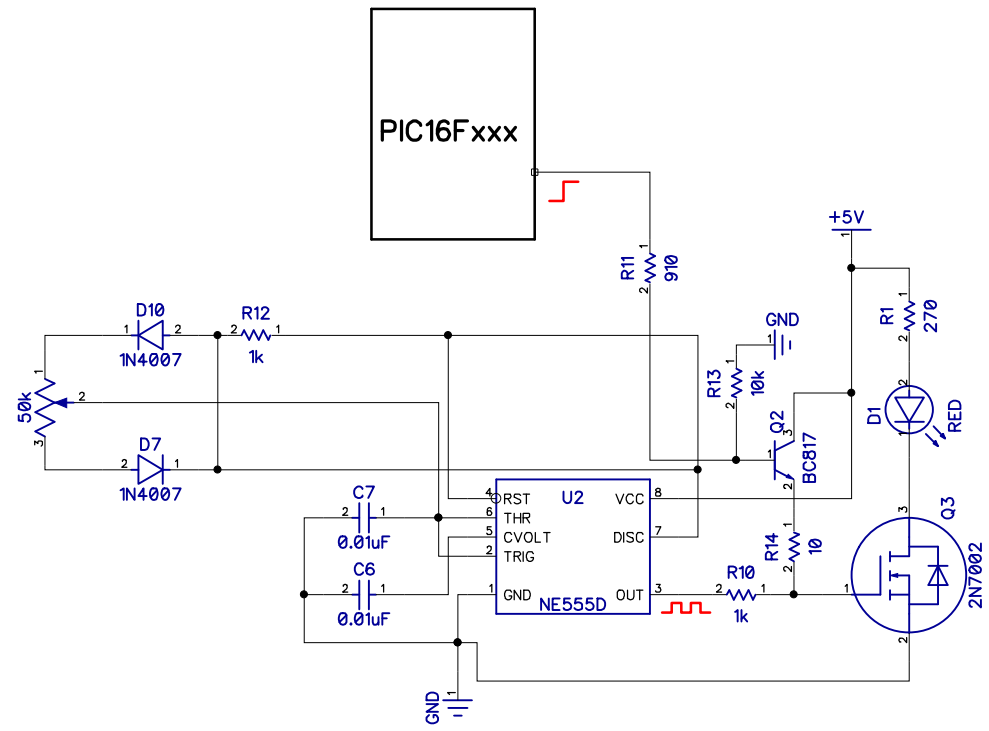 PIC16Fxxx
+5V
1
1
R11
910
2
1
R1
270
2
D10
1
2
1N4007
R12
2
1
1k
GND
1
1
R13
10k
2
1
50k
2
3
2
D1
RED
1
Q2
3
1
BC817
2
D7
2
1
1N4007
C7
2
1
0.01uF
C6
2
1
0.01uF
U2
4
RST
6
THR
5
CVOLT
2
TRIG
1
GND
VCC
8
DISC
7
OUT
3
NE555D
1
R14
10
2
R10
2
1
1k
Q3
3
1
2N7002
2
GND
1